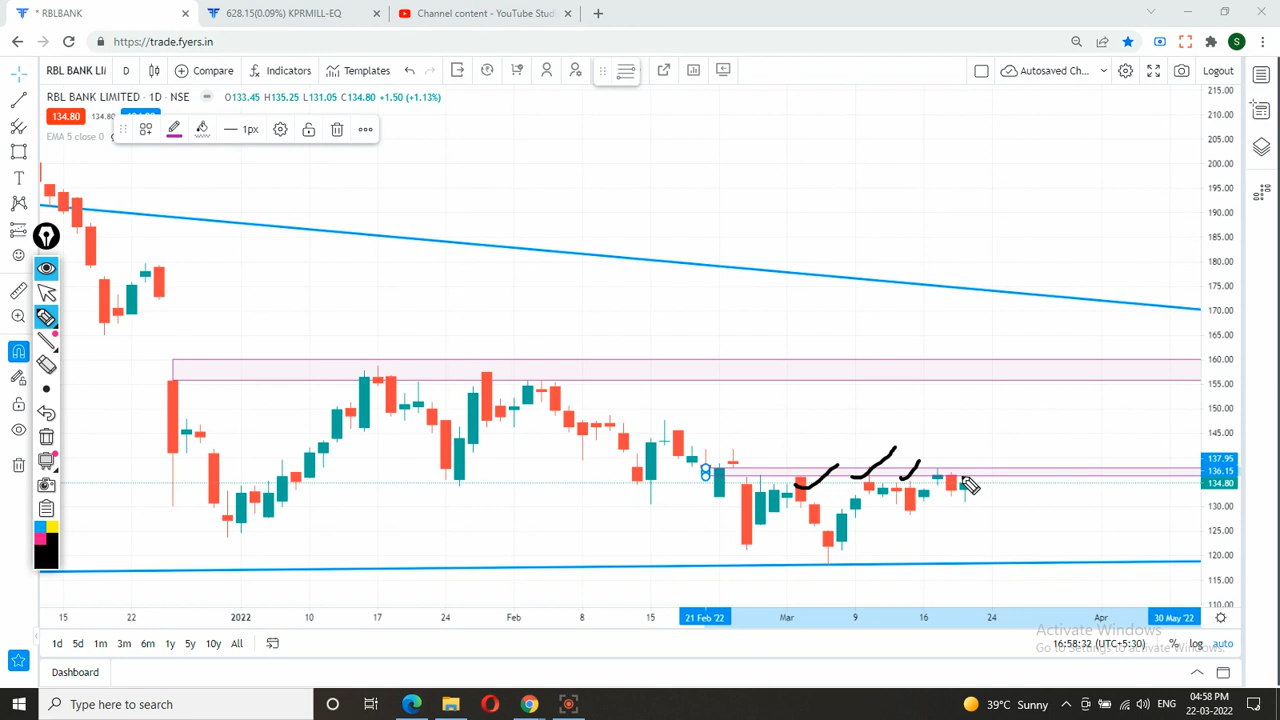 * RBLBANK
628.15(0.09%) KPRMILL-EQ
Channel content - YouTube Stud
https://trade.fyers.in
S
RBL BANK LI
D
Compare
Indicators
Templates
Autosaved Ch...
Logout
RBL BANK LIMITED · 1D · NSE
O133.45 H135.25 L131.05 C134.80 +1.50 (+1.13%)
134.80
134.80
EMA 5 close 0
1px
215.00
210.00
205.00
200.00
195.00
190.00
185.00
180.00
175.00
170.00
165.00
160.00
155.00
150.00
145.00
137.95
136.15
134.80
130.00
120.00
115.00
110.00
15
22
2022
10
17
24
Feb
8
15
21 Feb '22
Mar
9
16
24
Apr
30 May '22
1d 5d 1m 3m 6m 1y 5y 10y All
16:58:32 (UTC+5:30)
%
log
auto
Activate Windows
Go to Settings to activate Windows.
Dashboard
Type here to search
39°C Sunny
ENG
04:58 PM
22-03-2022